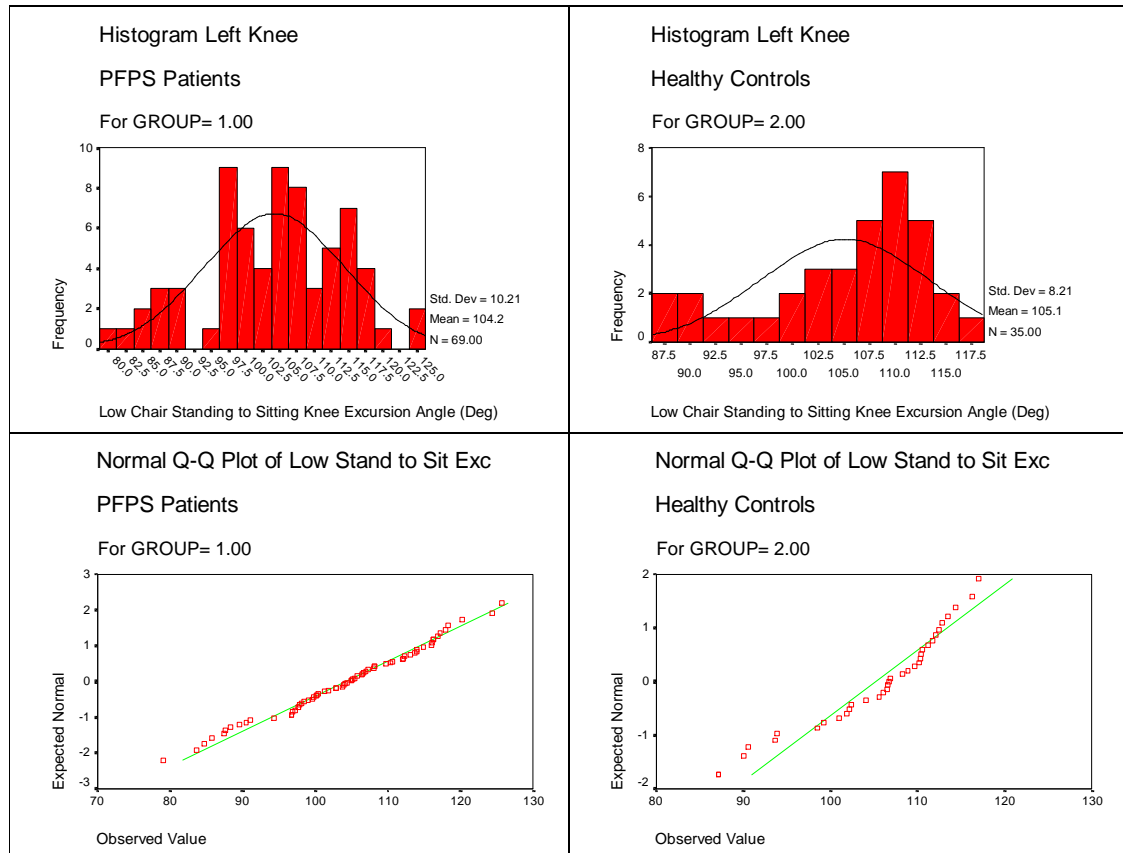 Histogram Left Knee
PFPS Patients
For GROUP= 1.00
Frequency
10
8
6
4
2
0
80.0 82.5 85.0 87.5 90.0 92.5 95.0 97.5 100.0 102.5 105.0 107.5 110.0 112.5 115.0 117.5 120.0 122.5 125.0
Std. Dev = 10.21
Mean = 104.2
N = 69.00
Low Chair Standing to Sitting Knee Excursion Angle (Deg)
Histogram Left Knee
Healthy Controls
For GROUP= 2.00
Frequency
8
6
4
2
0
87.5 92.5 97.5 102.5 107.5 112.5 117.5
90.0 95.0 100.0 105.0 110.0 115.0
Std. Dev = 8.21
Mean = 105.1
N = 35.00
Low Chair Standing to Sitting Knee Excursion Angle (Deg)
Normal Q-Q Plot of Low Stand to Sit Exc
PFPS Patients
For GROUP= 1.00
Expected Normal
3
2
1
0
-1
-2
-3
70 80 90 100 110 120 130
Observed Value
Normal Q-Q Plot of Low Stand to Sit Exc
Healthy Controls
For GROUP= 2.00
Expected Normal
2
1
0
-1
-2
80 90 100 110 120 130
Observed Value